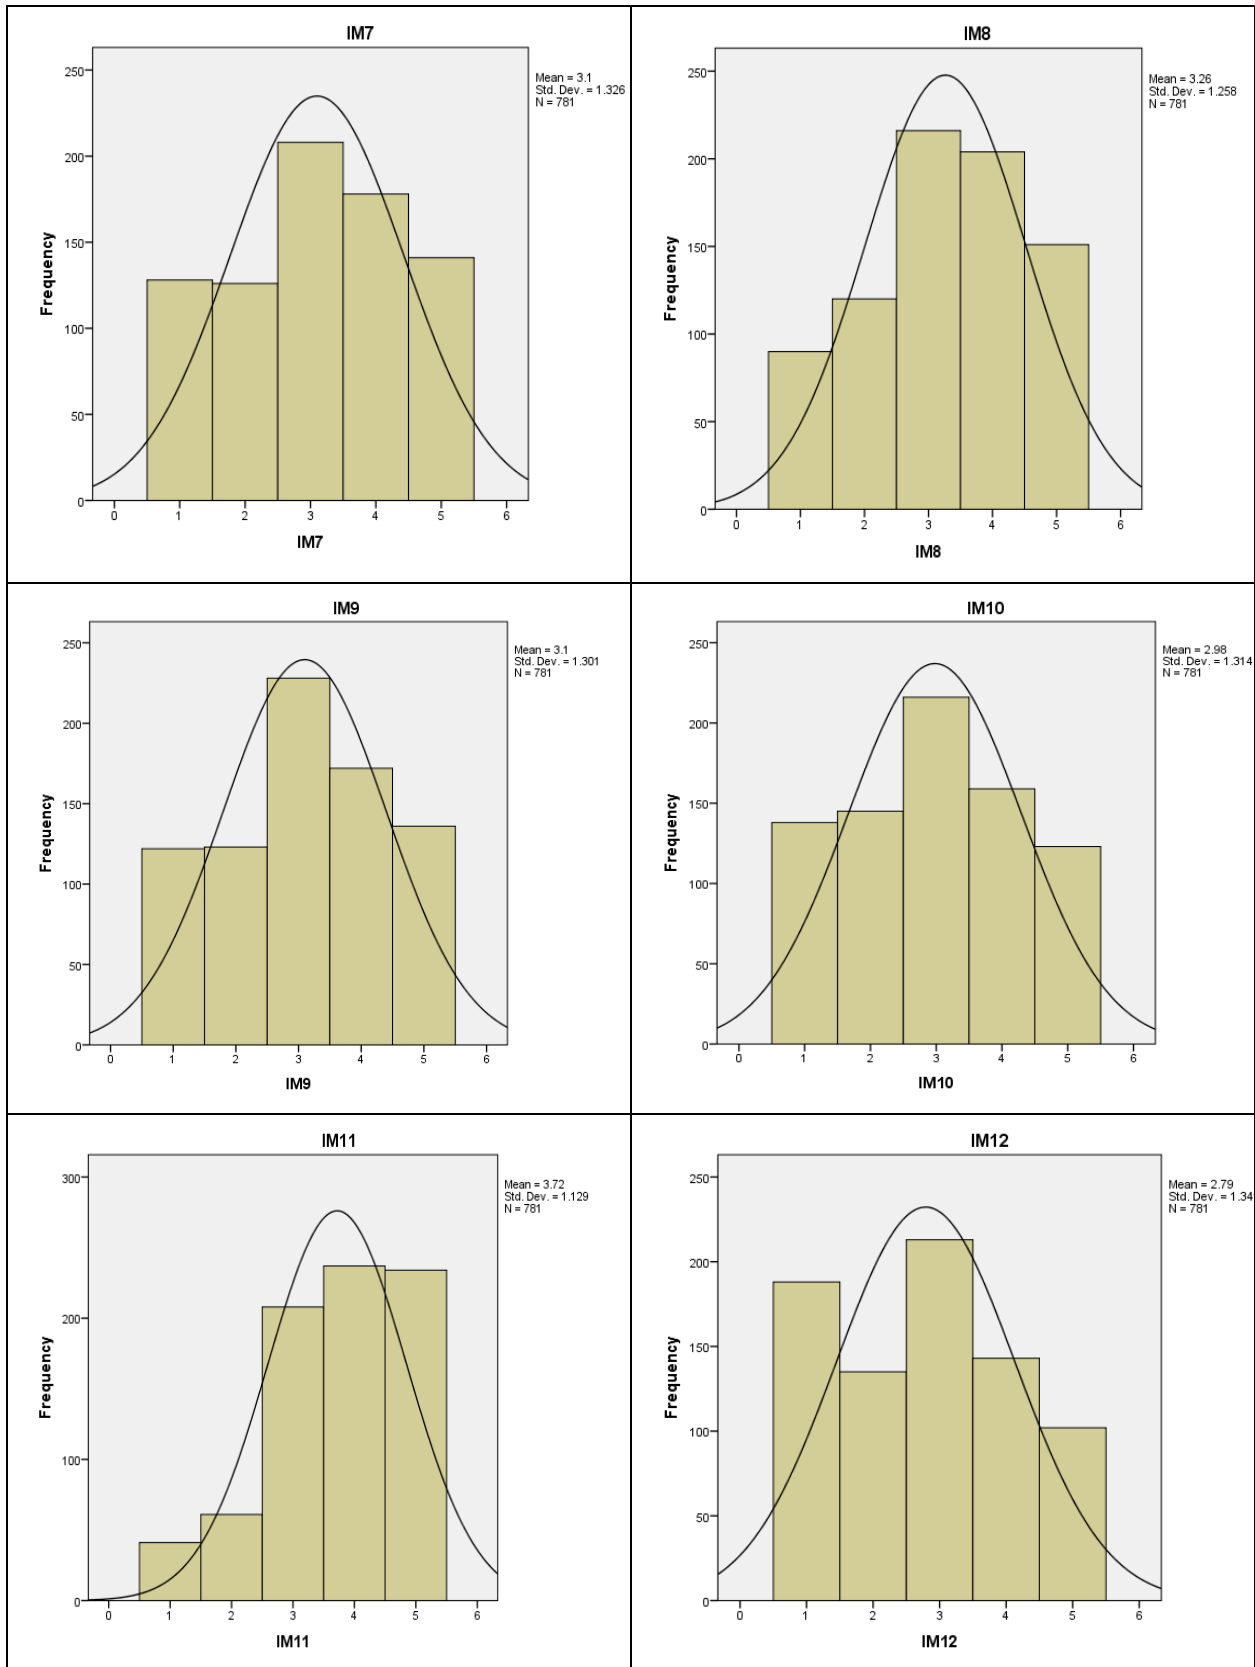 IM7
Mean = 3.1
Std. Dev. = 1.326
N = 781
250
200
150
100
50
0
Frequency
0 1 2 3 4 5 6
IM7
IM8
Mean = 3.26
Std. Dev. = 1.258
N = 781
250
200
150
100
50
0
Frequency
0 1 2 3 4 5 6
IM8
IM9
Mean = 3.1
Std. Dev. = 1.301
N = 781
250
200
150
100
50
0
Frequency
0 1 2 3 4 5 6
IM9
IM10
Mean = 2.98
Std. Dev. = 1.314
N = 781
250
200
150
100
50
0
Frequency
0 1 2 3 4 5 6
IM10
IM11
Mean = 3.72
Std. Dev. = 1.129
N = 781
300
200
100
0
Frequency
0 1 2 3 4 5 6
IM11
IM12
Mean = 2.79
Std. Dev. = 1.34
N = 781
250
200
150
100
50
0
Frequency
0 1 2 3 4 5 6
IM12